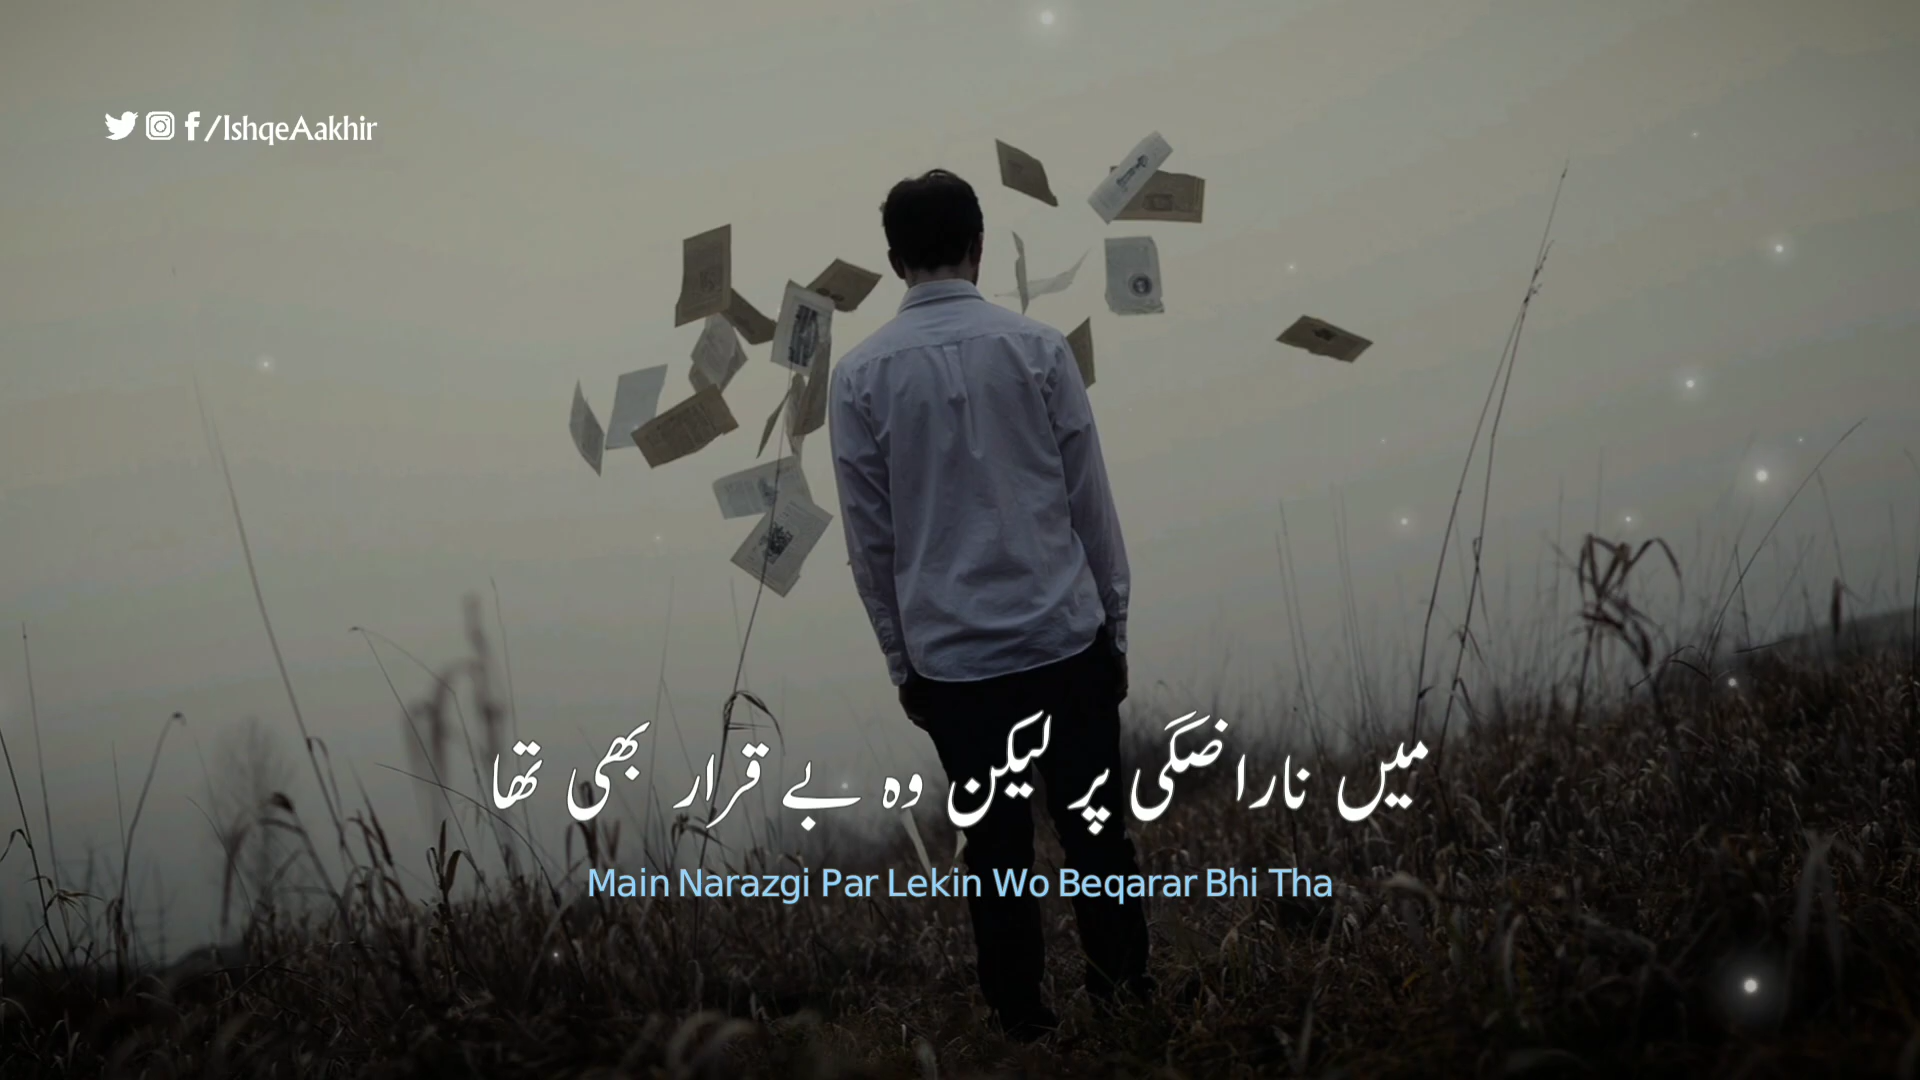 /IshqeAakhir
میں ناراضگی پر لیکن وہ بے قرار بھی تھا
Main Narazgi Par Lekin Wo Beqarar Bhi Tha